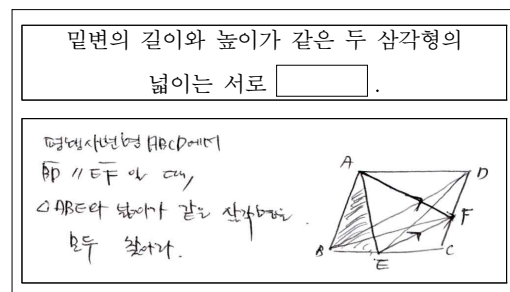 밑변의 길이와 높이가 같은 두 삼각형의
넓이는 서로 .
평행사변형 ABCD에서
BD // EF 일 때,
△ABE와 넓이가 같은 삼각형을
모두 찾아라.
A
D
F
B
E
C